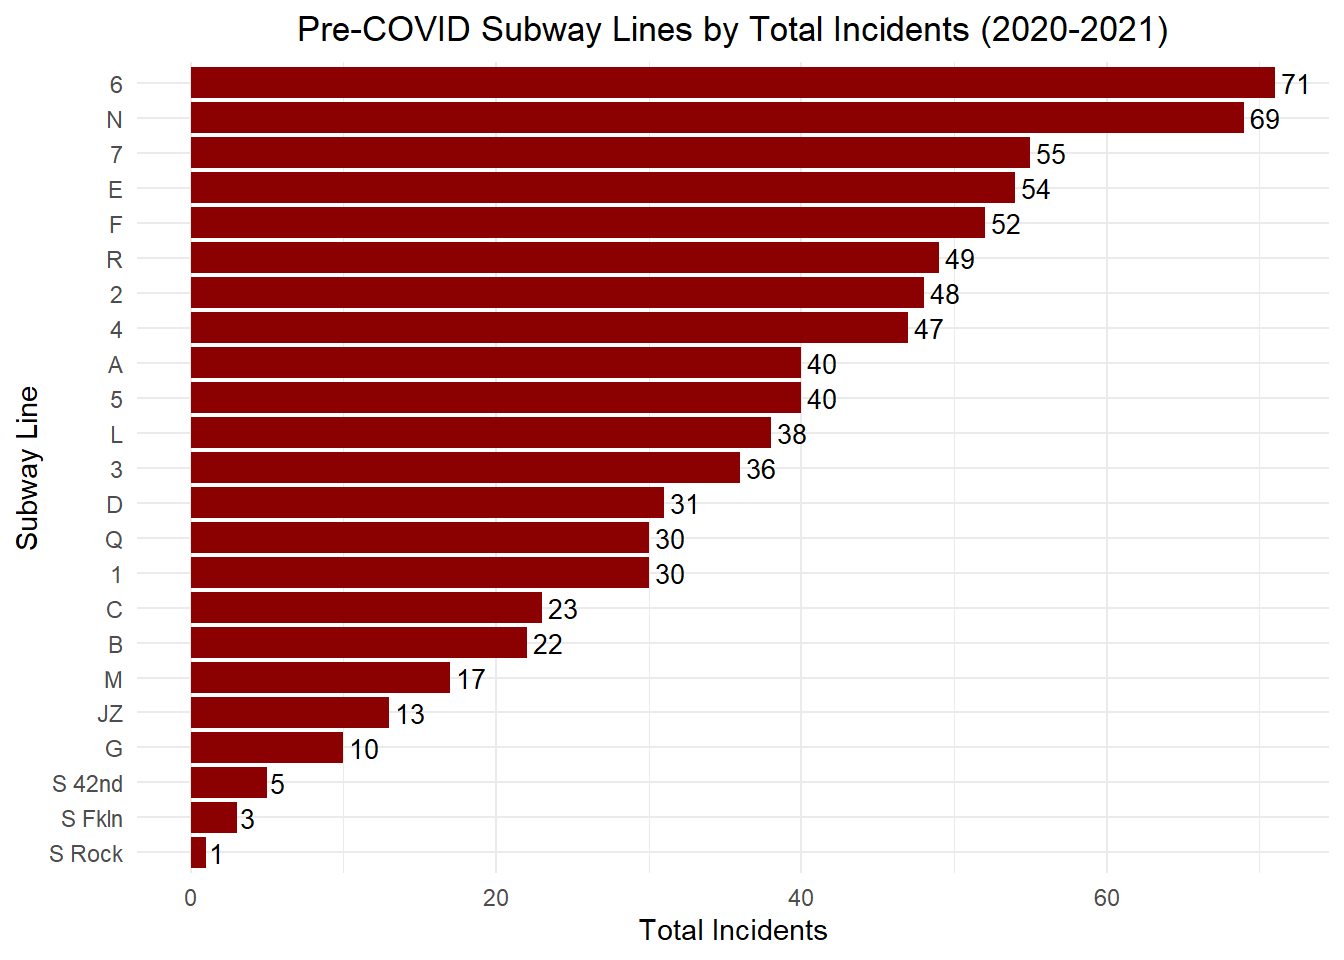 Pre-COVID Subway Lines by Total Incidents (2020-2021)
Subway Line
6 71
N 69
7 55
E 54
F 52
R 49
2 48
4 47
A 40
5 40
L 38
3 36
D 31
Q 30
1 30
C 23
B 22
M 17
JZ 13
G 10
S 42nd 5
S Fkln 3
S Rock 1
0 20 40 60
Total Incidents